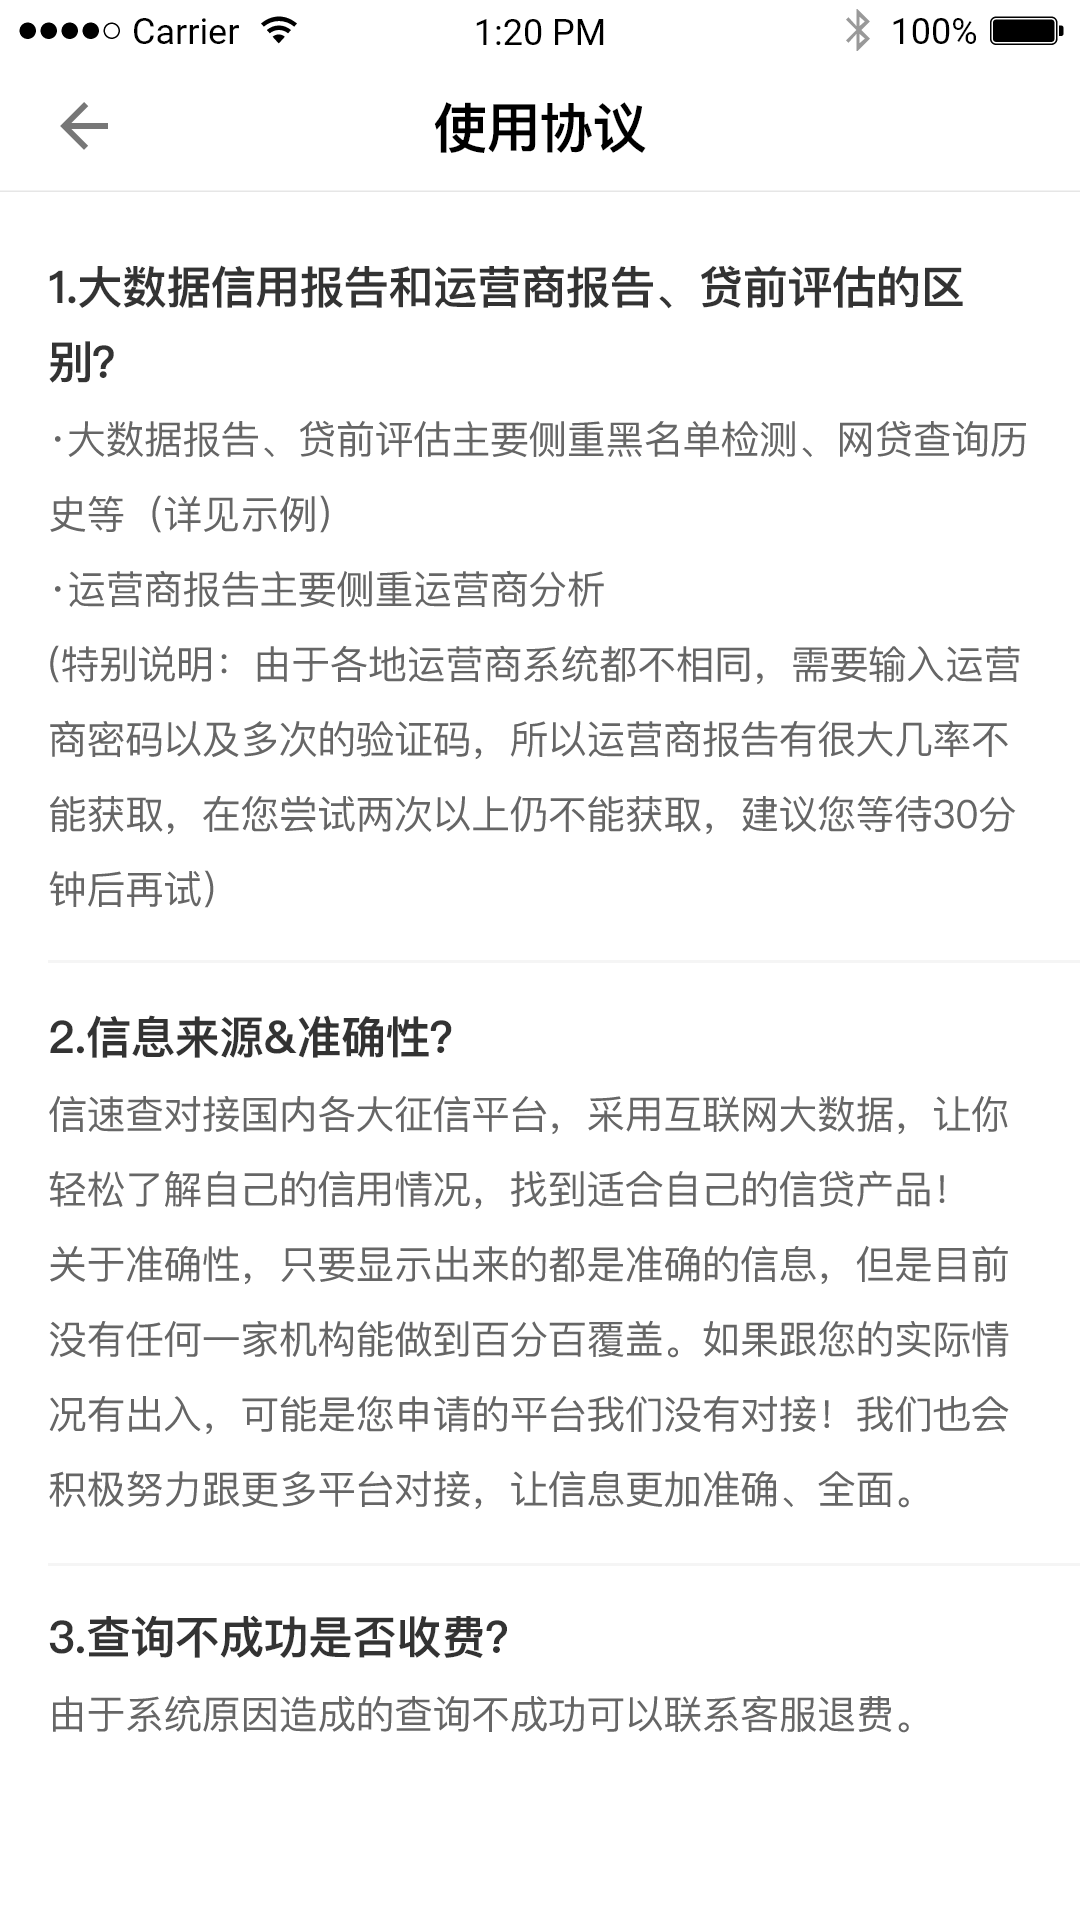 Carrier 1:20 PM 100%
使用协议
1.大数据信用报告和运营商报告、贷前评估的区
别?
·大数据报告、贷前评估主要侧重黑名单检测、网贷查询历
史等（详见示例）
·运营商报告主要侧重运营商分析
(特别说明：由于各地运营商系统都不相同，需要输入运营
商密码以及多次的验证码，所以运营商报告有很大几率不
能获取，在您尝试两次以上仍不能获取，建议您等待30分
钟后再试）
2.信息来源&准确性?
信速查对接国内各大征信平台，采用互联网大数据，让你
轻松了解自己的信用情况，找到适合自己的信贷产品！
关于准确性，只要显示出来的都是准确的信息，但是目前
没有任何一家机构能做到百分百覆盖。如果跟您的实际情
况有出入，可能是您申请的平台我们没有对接！我们也会
积极努力跟更多平台对接，让信息更加准确、全面。
3.查询不成功是否收费?
由于系统原因造成的查询不成功可以联系客服退费。